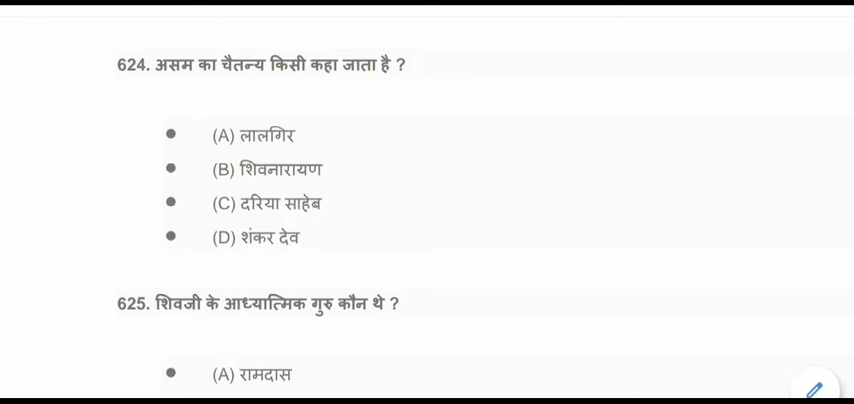 624. असम का चैतन्य किसी कहा जाता है ?
(A) लालगिर
(B) शिवनारायण
(C) दरिया साहेब
(D) शंकर देव
625. शिवजी के आध्यात्मिक गुरु कौन थे ?
(A) रामदास